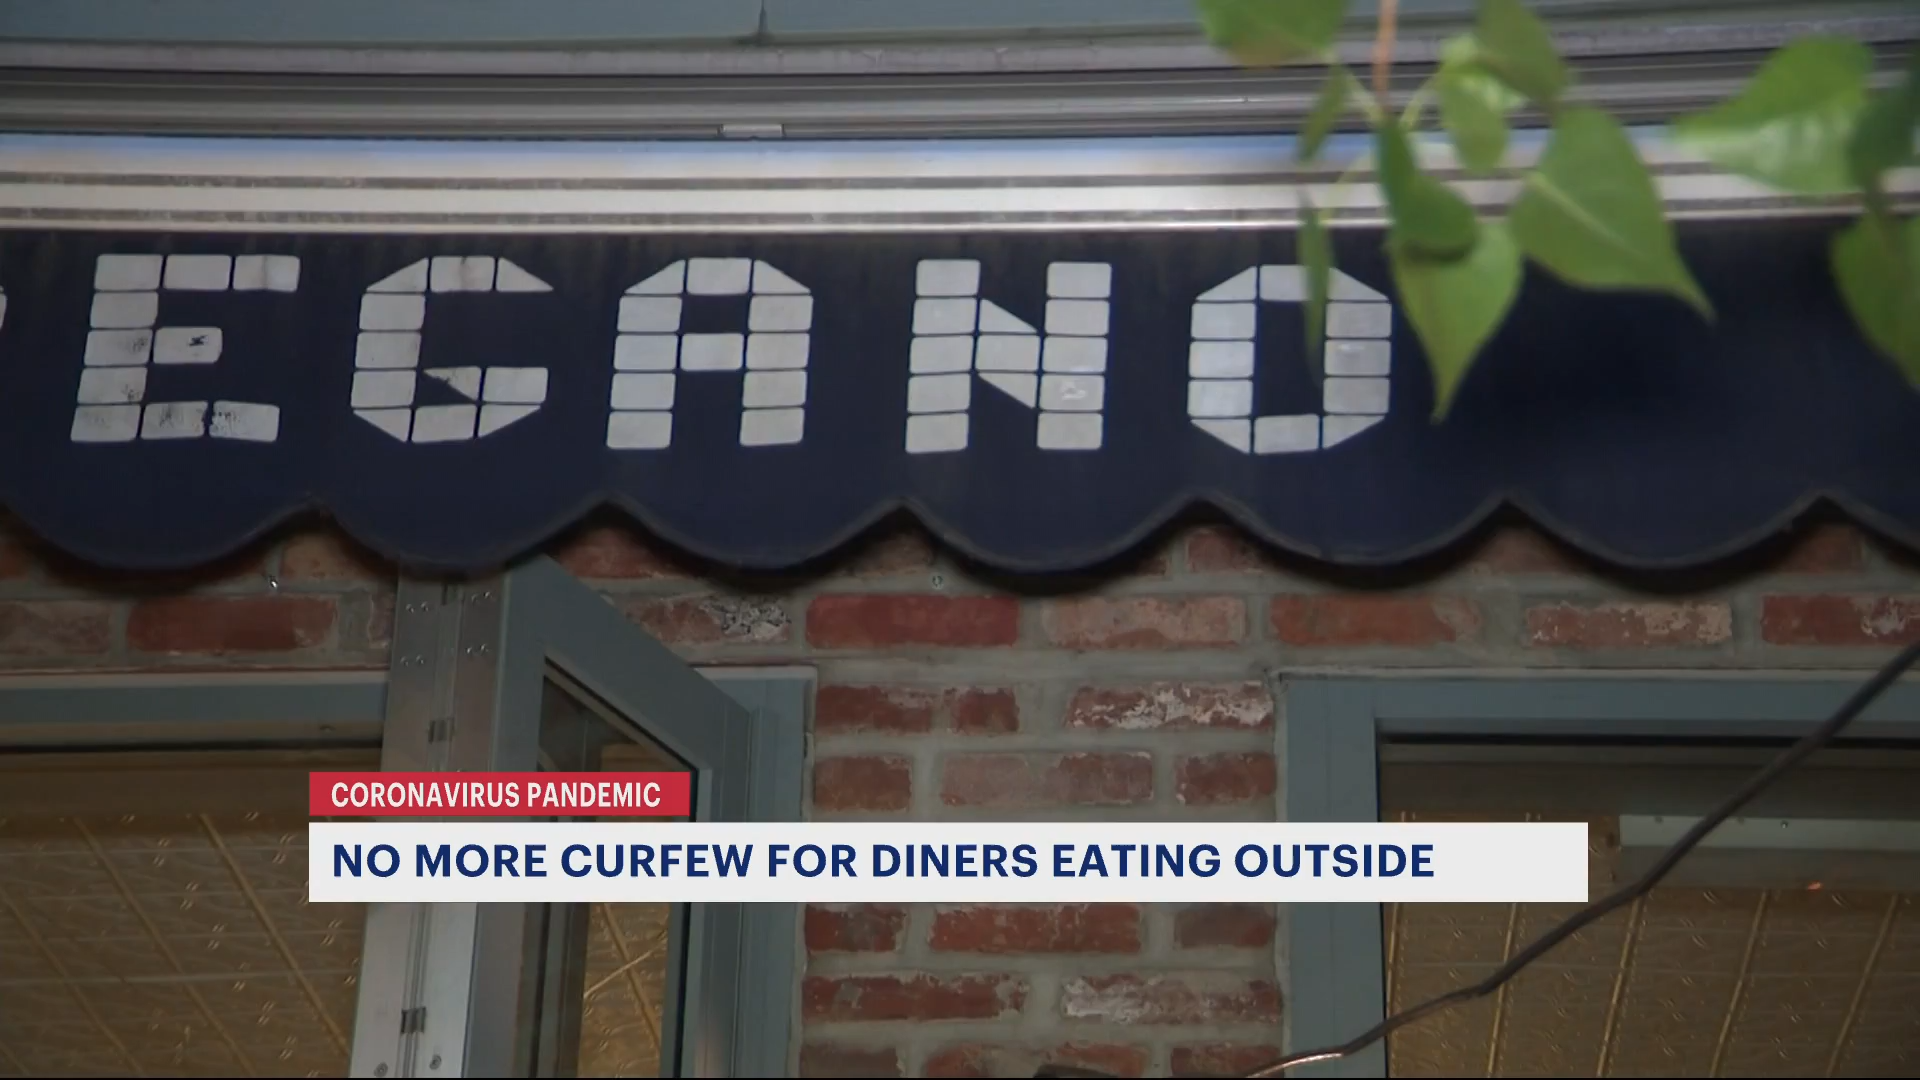 EGANO
CORONAVIRUS PANDEMIC
NO MORE CURFEW FOR DINERS EATING OUTSIDE